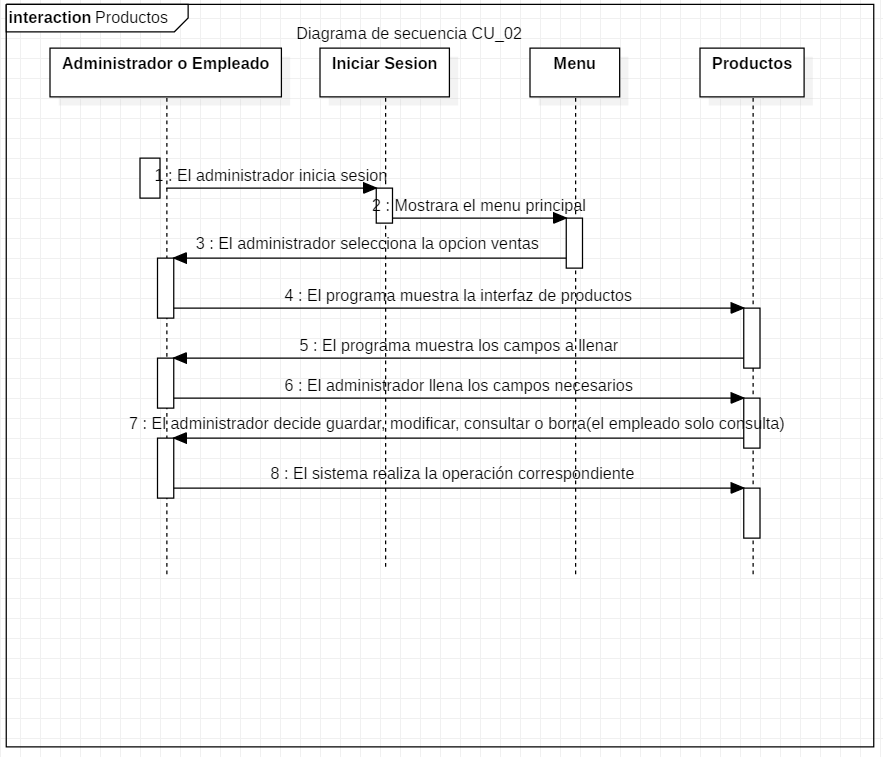 interaction Productos
Diagrama de secuencia CU_02
Administrador o Empleado
Iniciar Sesion
Menu
Productos
1 : El administrador inicia sesion
2 : Mostrara el menu principal
3 : El administrador selecciona la opcion ventas
4 : El programa muestra la interfaz de productos
5 : El programa muestra los campos a llenar
6 : El administrador llena los campos necesarios
7 : El administrador decide guardar, modificar, consultar o borra(el empleado solo consulta)
8 : El sistema realiza la operación correspondiente